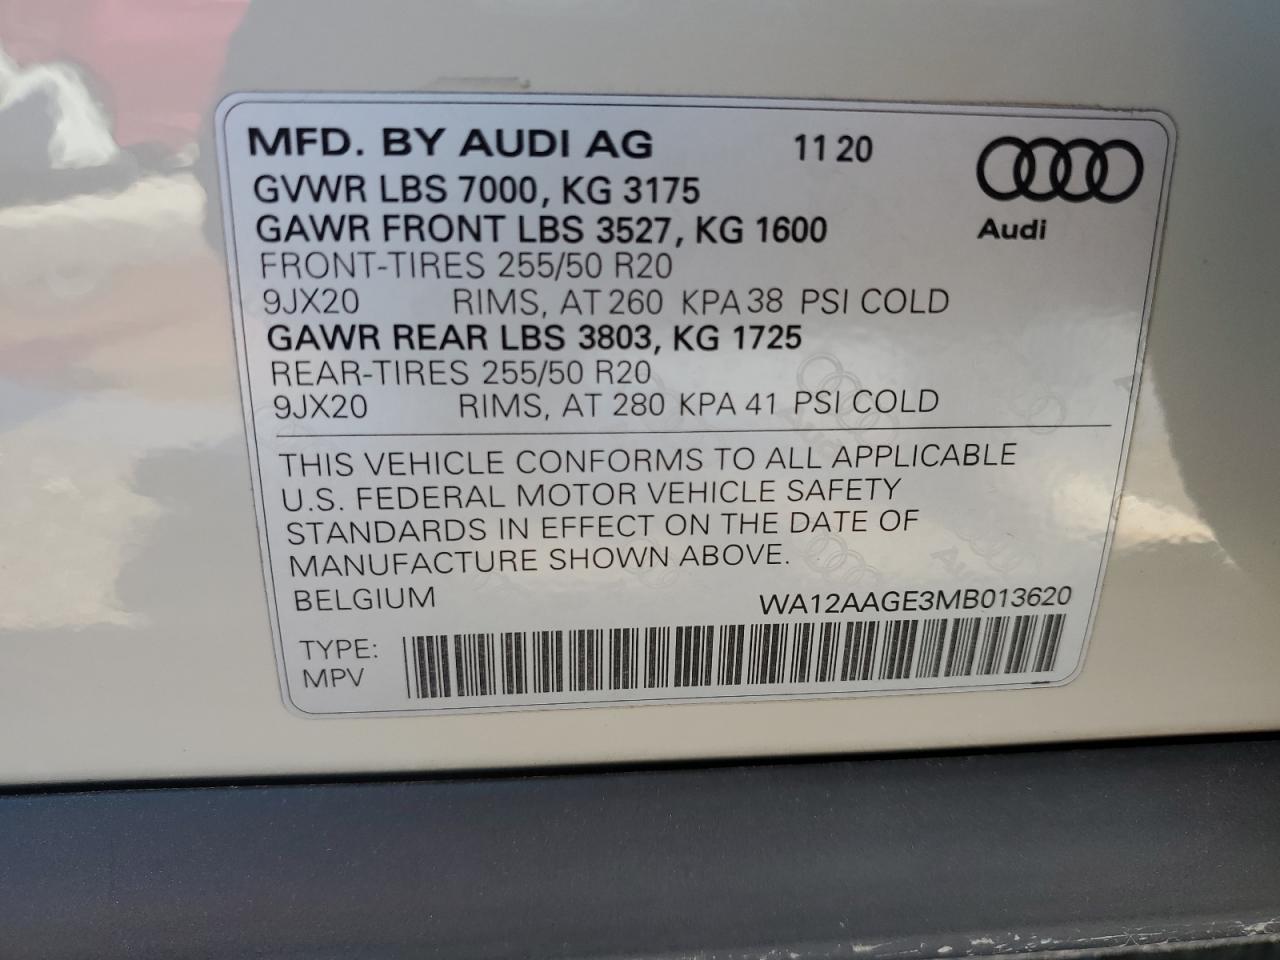 MFD. BY AUDI AG 11 20
Audi
GVWR LBS 7000, KG 3175
GAWR FRONT LBS 3527, KG 1600
FRONT-TIRES 255/50 R20
9JX20 RIMS, AT 260 KPA 38 PSI COLD
GAWR REAR LBS 3803, KG 1725
REAR-TIRES 255/50 R20
9JX20 RIMS, AT 280 KPA 41 PSI COLD
THIS VEHICLE CONFORMS TO ALL APPLICABLE
U.S. FEDERAL MOTOR VEHICLE SAFETY
STANDARDS IN EFFECT ON THE DATE OF
MANUFACTURE SHOWN ABOVE.
BELGIUM WA12AAGE3MB013620
TYPE:
MPV